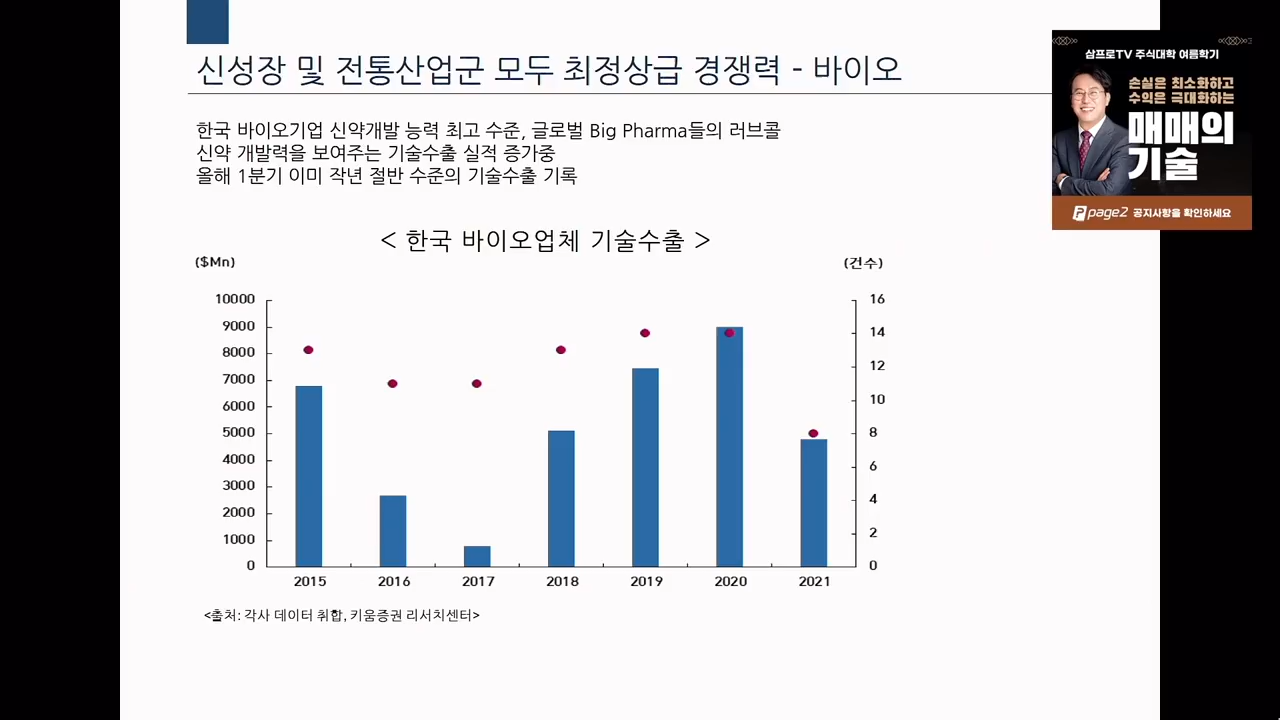 신성장 및 전통산업군 모두 최정상급 경쟁력 - 바이오
삼프로TV 주식대학 여름학기
손실은 최소화하고
수익은 극대화하는
매매의
기술
page2 공지사항을 확인하세요
한국 바이오기업 신약개발 능력 최고 수준, 글로벌 Big Pharma들의 러브콜
신약 개발력을 보여주는 기술수출 실적 증가중
올해 1분기 이미 작년 절반 수준의 기술수출 기록
< 한국 바이오업체 기술수출 >
($Mn) (건수)
10000 16
9000 14
8000 12
7000 10
6000 8
5000 6
4000 4
3000 2
2000 0
1000
0
2015 2016 2017 2018 2019 2020 2021
<출처: 각사 데이터 취합, 키움증권 리서치센터>